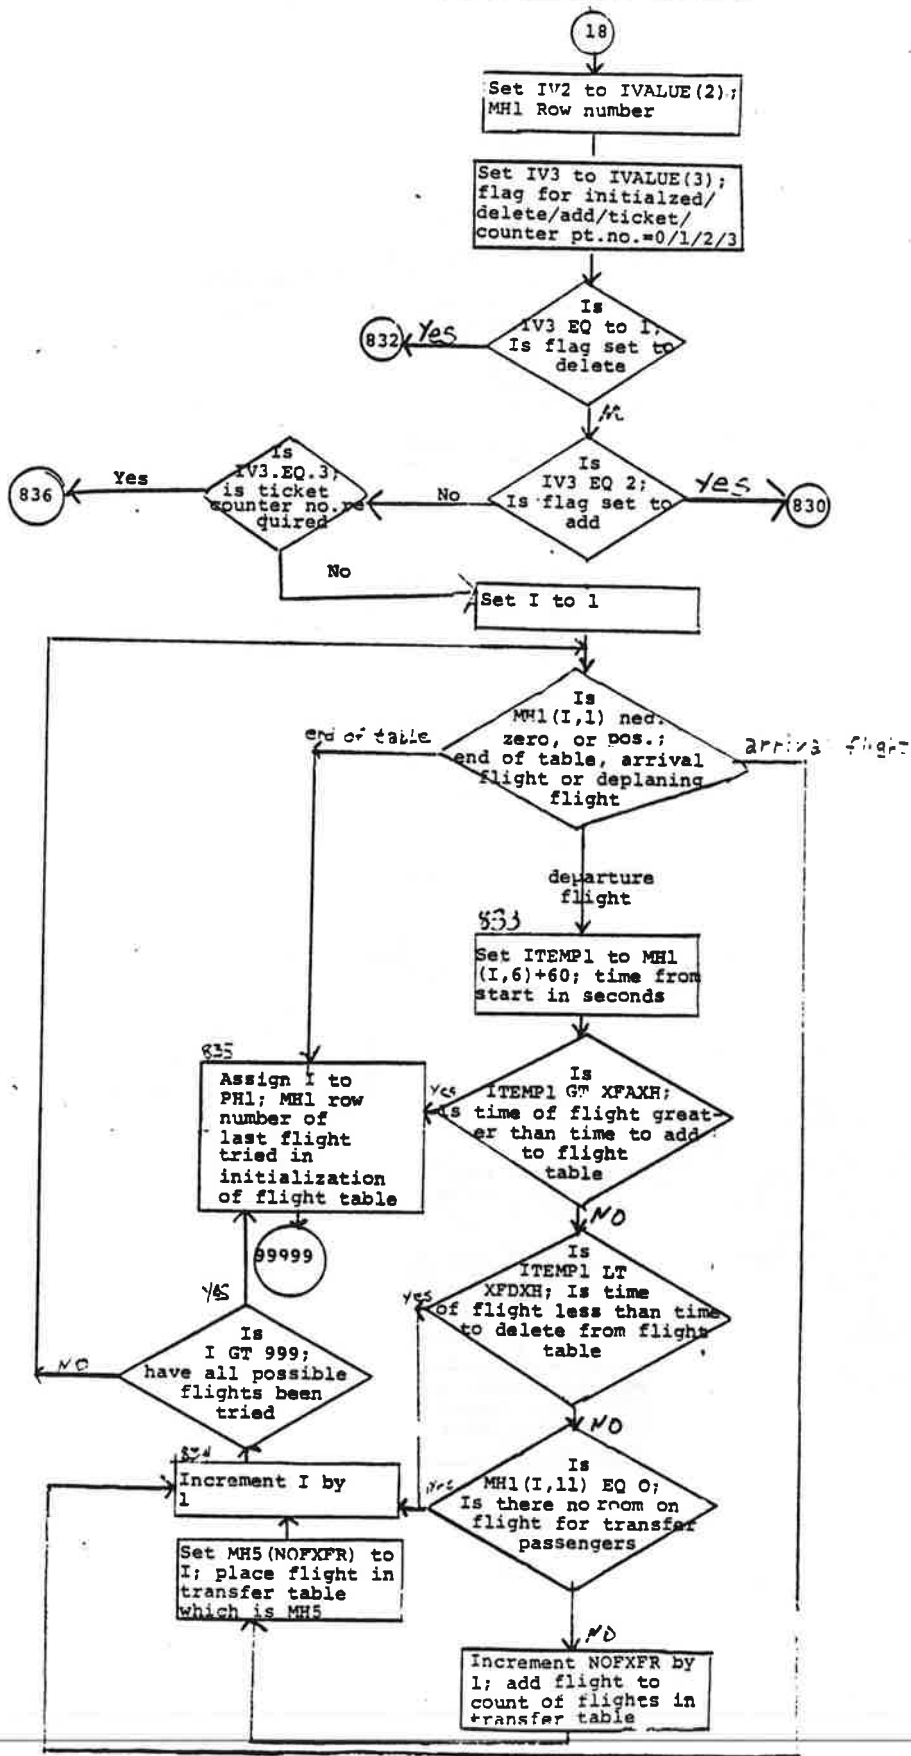 18
Set IV2 to IVALUE(2);
MH1 Row number
Set IV3 to IVALUE(3);
flag for initialzed/
delete/add/ticket/
counter pt.no.=0/1/2/3
Is
IV3 EQ to 1;
Is flag set to
delete
Yes
832
No
Is
IV3 EQ 2;
Is flag set to
add
Yes
830
No
Is
IV3.EQ.3;
is ticket
counter no.re
quired
Yes
836
No
Set I to 1
Is
MH1(I,1) neg.
zero, or pos.;
end of table, arrival
flight or deplaning
flight
end of table
arrival flight
departure
flight
833
Set ITEMP1 to MH1
(I,6)+60; time from
start in seconds
Is
ITEMP1 GT XFAXH;
is time of flight great-
er than time to add
to flight
table
Yes
835
Assign I to
PH1; MH1 row
number of
last flight
tried in
initialization
of flight table
99999
NO
Is
ITEMP1 LT
XFDXH; Is time
of flight less than time
to delete from flight
table
Yes
NO
Is
MH1(I,11) EQ 0;
Is there no room on
flight for transfer
passengers
Yes
NO
Increment NOFXFR by
1; add flight to
count of flights in
transfer table
Set MH5(NOFXFR) to
I; place flight in
transfer table
which is MH5
834
Increment I by
1
Is
I GT 999;
have all possible
flights been
tried
YES
NO